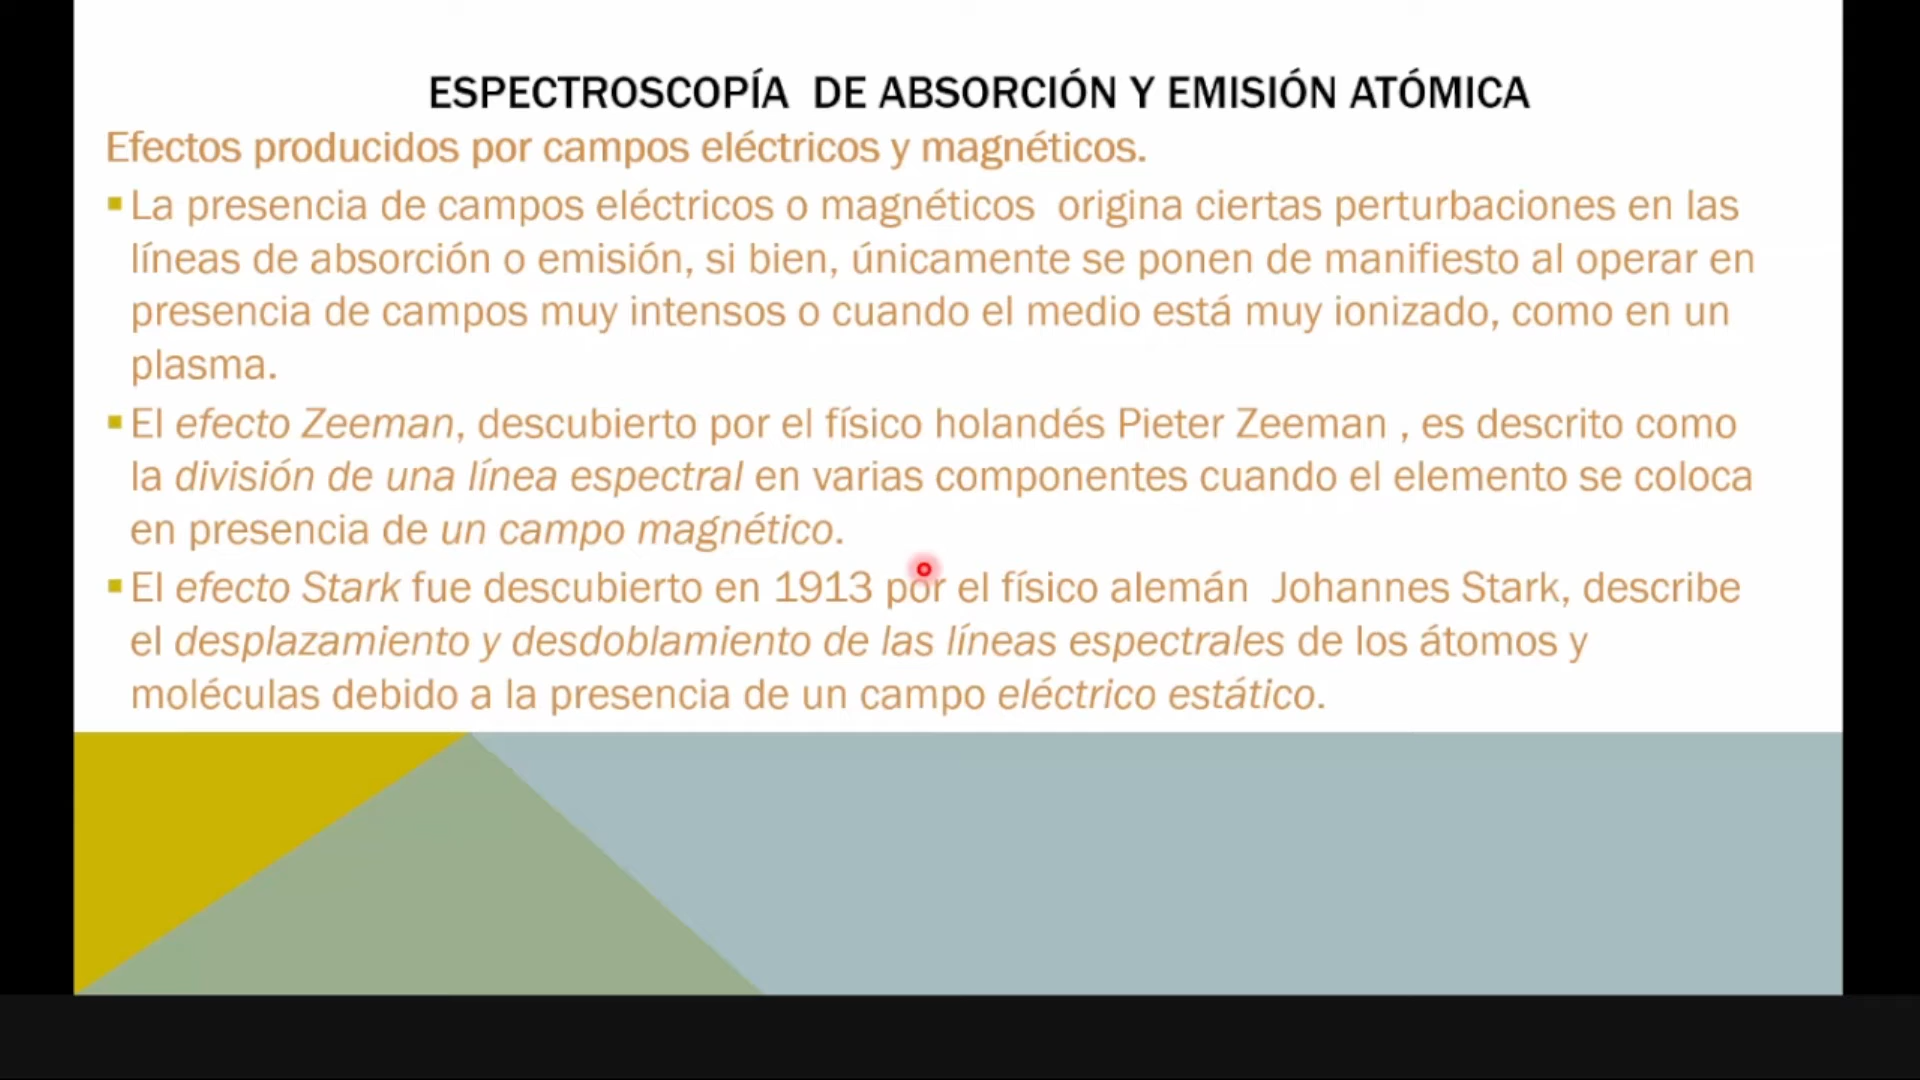 ESPECTROSCOPÍA DE ABSORCIÓN Y EMISIÓN ATÓMICA
Efectos producidos por campos eléctricos y magnéticos.
▪ La presencia de campos eléctricos o magnéticos origina ciertas perturbaciones en las
líneas de absorción o emisión, si bien, únicamente se ponen de manifiesto al operar en
presencia de campos muy intensos o cuando el medio está muy ionizado, como en un
plasma.
▪ El efecto Zeeman, descubierto por el físico holandés Pieter Zeeman , es descrito como
la división de una línea espectral en varias componentes cuando el elemento se coloca
en presencia de un campo magnético.
▪ El efecto Stark fue descubierto en 1913 por el físico alemán Johannes Stark, describe
el desplazamiento y desdoblamiento de las líneas espectrales de los átomos y
moléculas debido a la presencia de un campo eléctrico estático.